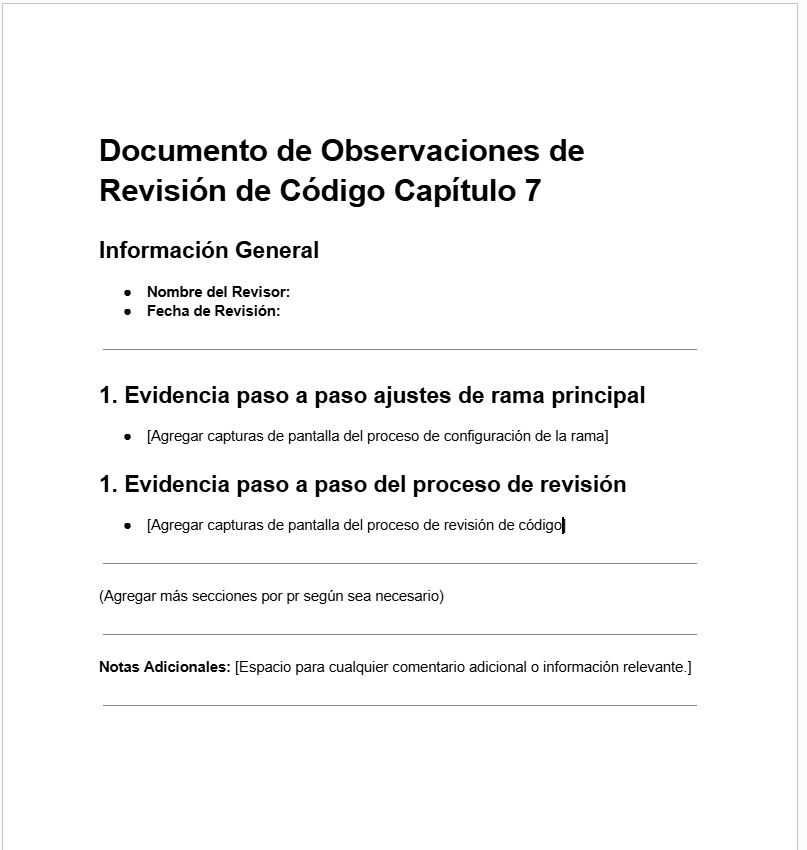 Documento de Observaciones de
Revisión de Código Capítulo 7
Información General
● Nombre del Revisor:
● Fecha de Revisión:
1. Evidencia paso a paso ajustes de rama principal
● [Agregar capturas de pantalla del proceso de configuración de la rama]
1. Evidencia paso a paso del proceso de revisión
● [Agregar capturas de pantalla del proceso de revisión de código]
(Agregar más secciones por pr según sea necesario)
Notas Adicionales: [Espacio para cualquier comentario adicional o información relevante.]